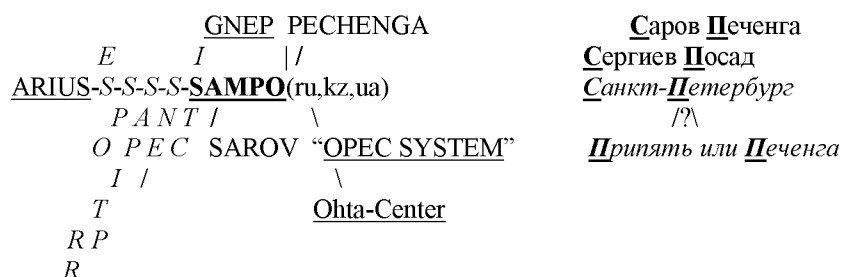 GNEP PECHENGA Саров Печенга
E I | / Сергиев Посад
ARIUS-S-S-S-S-SAMPO(ru,kz,ua) Санкт-Петербург
P A N T / \ /?\
O P E C SAROV “OPEC SYSTEM” Припять или Печенга
I / \
T Ohta-Center
R P
R